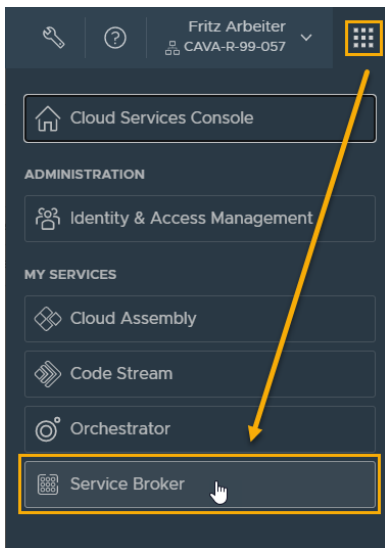 Fritz Arbeiter
CAVA-R-99-057
Cloud Services Console
ADMINISTRATION
Identity & Access Management
MY SERVICES
Cloud Assembly
Code Stream
Orchestrator
Service Broker